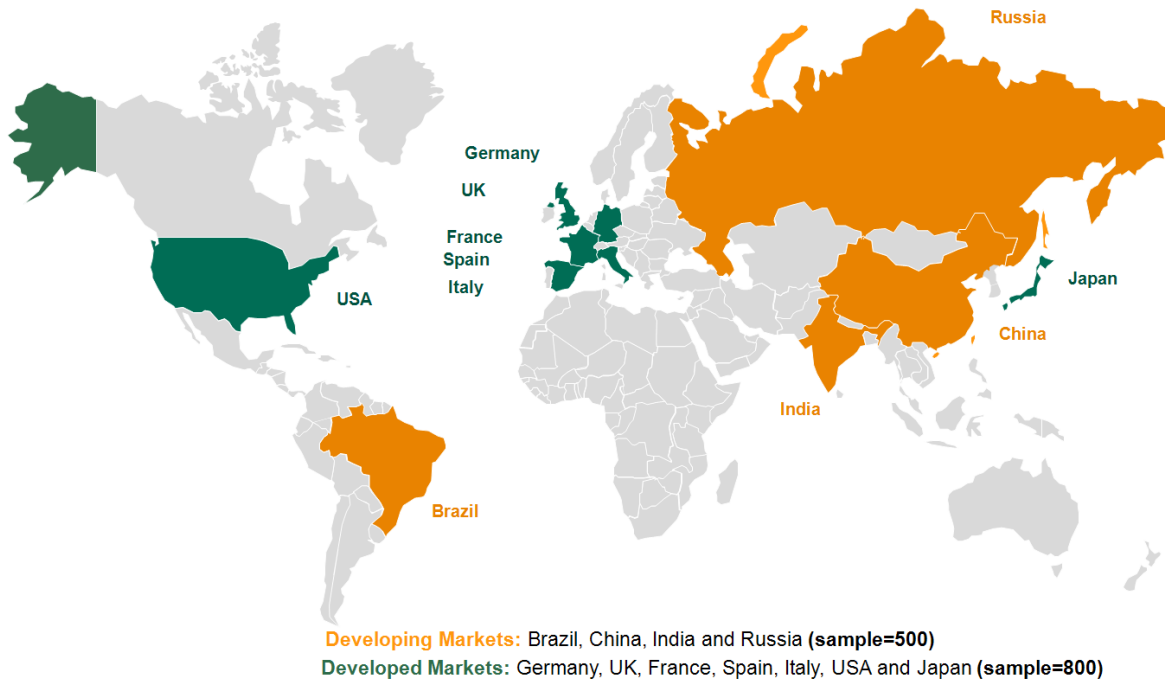 Russia
Germany
UK
France
Spain
Italy
USA
Japan
China
India
Brazil
Developing Markets: Brazil, China, India and Russia (sample=500)
Developed Markets: Germany, UK, France, Spain, Italy, USA and Japan (sample=800)